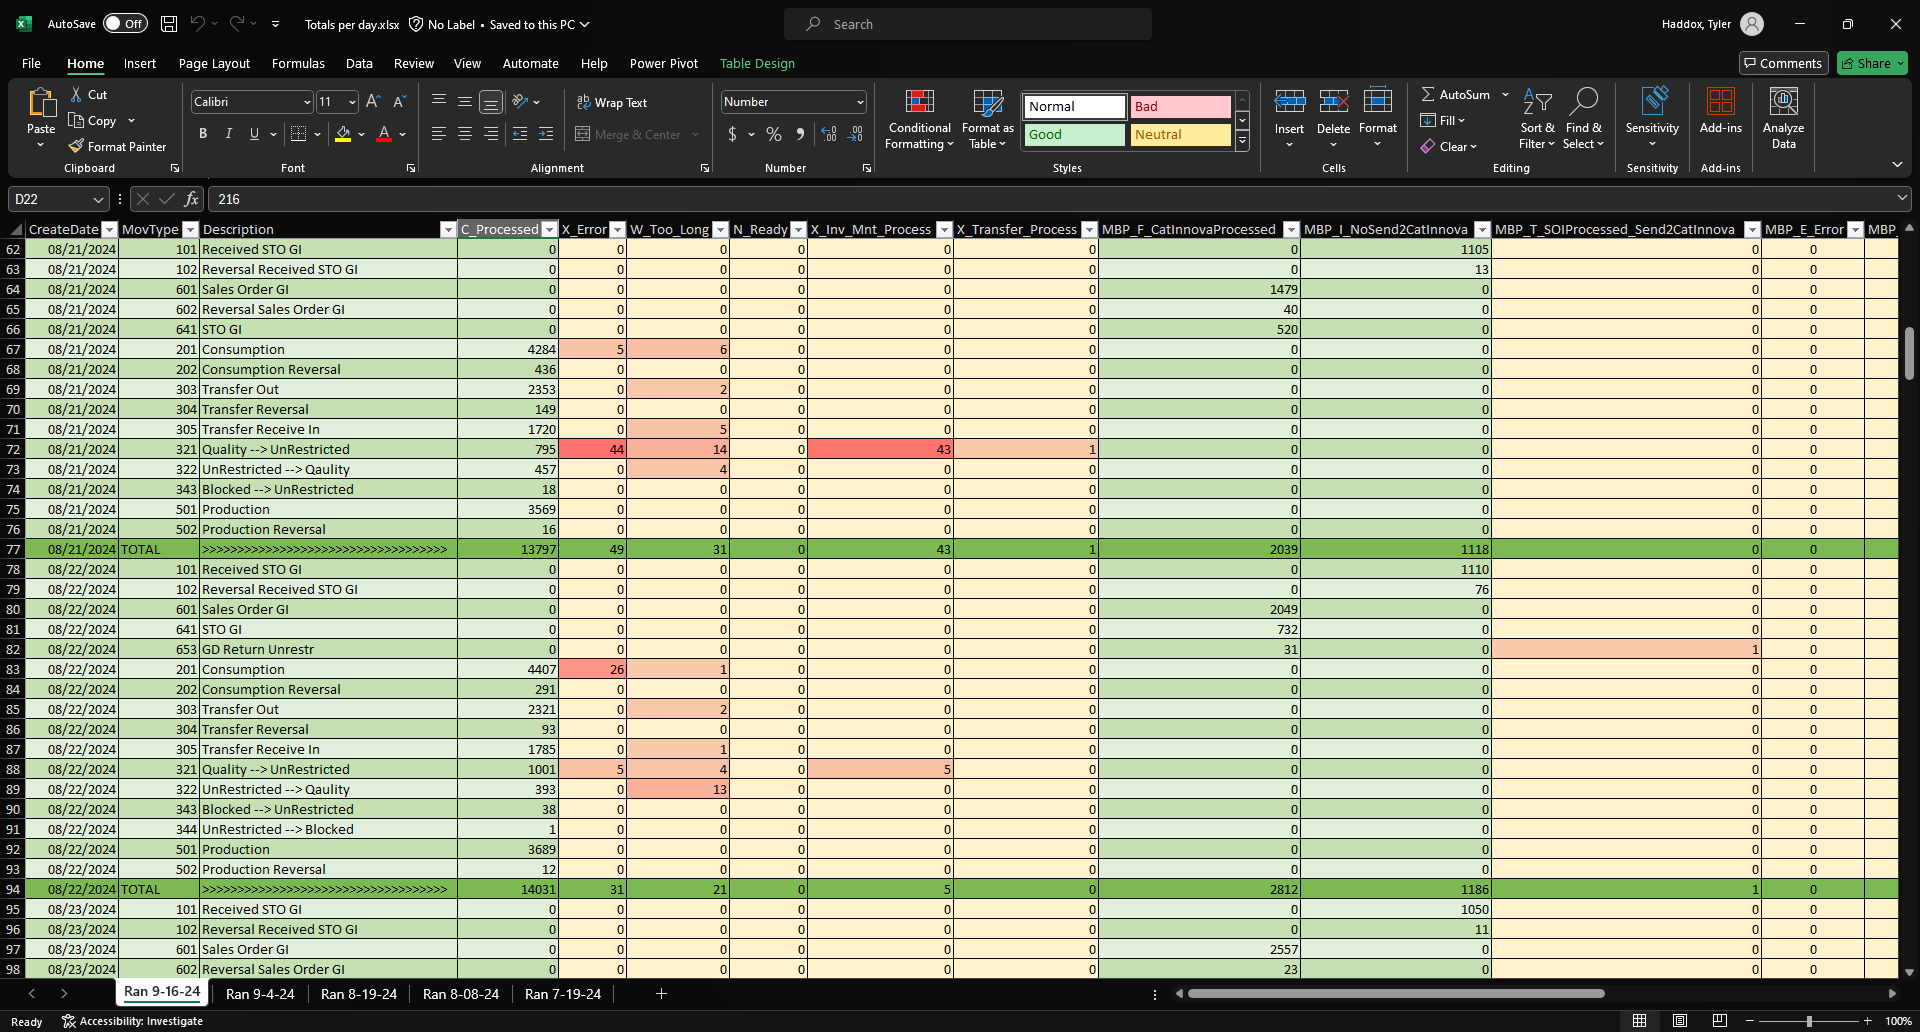 AutoSave Off Totals per day.xlsx No Label • Saved to this PC Search Haddox, Tyler
File Home Insert Page Layout Formulas Data Review View Automate Help Power Pivot Table Design Comments Share
Paste Cut Copy Format Painter Clipboard
Calibri 11 B I U A Font
Wrap Text Merge & Center Alignment
Number $ % Number
Conditional Formatting Format as Table Normal Bad Good Neutral Styles
Insert Delete Format Cells
AutoSum Fill Clear Sort & Filter Find & Select Editing
Sensitivity Sensitivity
Add-ins Add-ins
Analyze Data
D22 fx 216
CreateDate MovType Description C_Processed X_Error W_Too_Long N_Ready X_Inv_Mnt_Process X_Transfer_Process MBP_F_CatInnovaProcessed MBP_I_NoSend2CatInnova MBP_T_SOIProcessed_Send2CatInnova MBP_E_Error MBP_
62 08/21/2024 101 Received STO GI 0 0 0 0 0 0 0 1105 0 0
63 08/21/2024 102 Reversal Received STO GI 0 0 0 0 0 0 0 13 0 0
64 08/21/2024 601 Sales Order GI 0 0 0 0 0 0 1479 0 0 0
65 08/21/2024 602 Reversal Sales Order GI 0 0 0 0 0 0 40 0 0 0
66 08/21/2024 641 STO GI 0 0 0 0 0 0 520 0 0 0
67 08/21/2024 201 Consumption 4284 5 6 0 0 0 0 0 0 0
68 08/21/2024 202 Consumption Reversal 436 0 0 0 0 0 0 0 0 0
69 08/21/2024 303 Transfer Out 2353 0 2 0 0 0 0 0 0 0
70 08/21/2024 304 Transfer Reversal 149 0 0 0 0 0 0 0 0 0
71 08/21/2024 305 Transfer Receive In 1720 0 5 0 0 0 0 0 0 0
72 08/21/2024 321 Quality --> UnRestricted 795 44 14 0 43 1 0 0 0 0
73 08/21/2024 322 UnRestricted --> Qaulity 457 0 4 0 0 0 0 0 0 0
74 08/21/2024 343 Blocked --> UnRestricted 18 0 0 0 0 0 0 0 0 0
75 08/21/2024 501 Production 3569 0 0 0 0 0 0 0 0 0
76 08/21/2024 502 Production Reversal 16 0 0 0 0 0 0 0 0 0
77 08/21/2024 TOTAL >>>>>>>>>>>>>>>>>>>>>>>>>>>>>>>>>>> 13797 49 31 0 43 1 2039 1118 0 0
78 08/22/2024 101 Received STO GI 0 0 0 0 0 0 0 1110 0 0
79 08/22/2024 102 Reversal Received STO GI 0 0 0 0 0 0 0 76 0 0
80 08/22/2024 601 Sales Order GI 0 0 0 0 0 0 2049 0 0 0
81 08/22/2024 641 STO GI 0 0 0 0 0 0 732 0 0 0
82 08/22/2024 653 GD Return Unrestr 0 0 0 0 0 0 31 0 1 0
83 08/22/2024 201 Consumption 4407 26 1 0 0 0 0 0 0 0
84 08/22/2024 202 Consumption Reversal 291 0 0 0 0 0 0 0 0 0
85 08/22/2024 303 Transfer Out 2321 0 2 0 0 0 0 0 0 0
86 08/22/2024 304 Transfer Reversal 93 0 0 0 0 0 0 0 0 0
87 08/22/2024 305 Transfer Receive In 1785 0 1 0 0 0 0 0 0 0
88 08/22/2024 321 Quality --> UnRestricted 1001 5 4 0 5 0 0 0 0 0
89 08/22/2024 322 UnRestricted --> Qaulity 393 0 13 0 0 0 0 0 0 0
90 08/22/2024 343 Blocked --> UnRestricted 38 0 0 0 0 0 0 0 0 0
91 08/22/2024 344 UnRestricted --> Blocked 1 0 0 0 0 0 0 0 0 0
92 08/22/2024 501 Production 3689 0 0 0 0 0 0 0 0 0
93 08/22/2024 502 Production Reversal 12 0 0 0 0 0 0 0 0 0
94 08/22/2024 TOTAL >>>>>>>>>>>>>>>>>>>>>>>>>>>>>>>>>>> 14031 31 21 0 5 0 2812 1186 1 0
95 08/23/2024 101 Received STO GI 0 0 0 0 0 0 0 1050 0 0
96 08/23/2024 102 Reversal Received STO GI 0 0 0 0 0 0 0 11 0 0
97 08/23/2024 601 Sales Order GI 0 0 0 0 0 0 2557 0 0 0
98 08/23/2024 602 Reversal Sales Order GI 0 0 0 0 0 0 23 0 0 0
Ran 9-16-24 Ran 9-4-24 Ran 8-19-24 Ran 8-08-24 Ran 7-19-24
Ready Accessibility: Investigate 100%